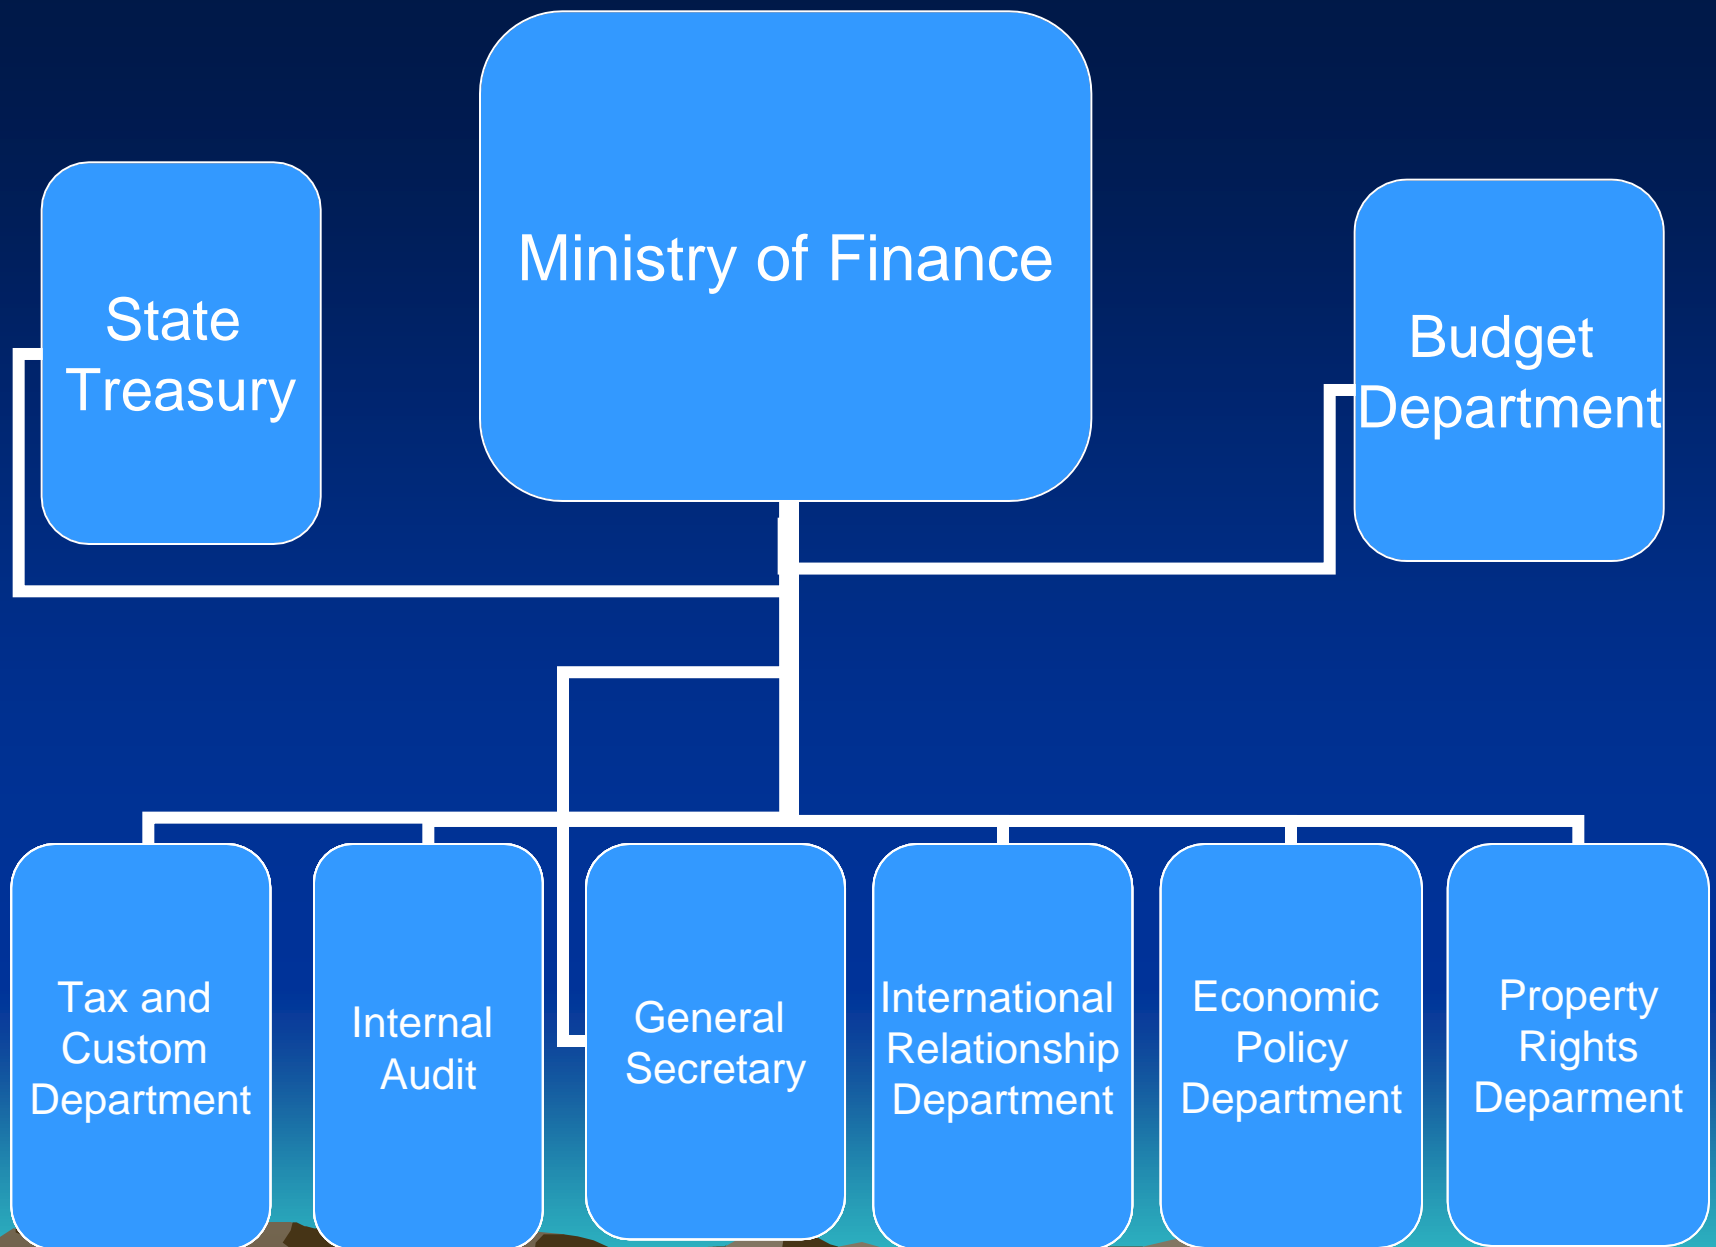 Ministry of Finance
State
Treasury
Budget
Department
Tax and
Custom
Department
Internal
Audit
General
Secretary
International
Relationship
Department
Economic
Policy
Department
Property
Rights
Deparment